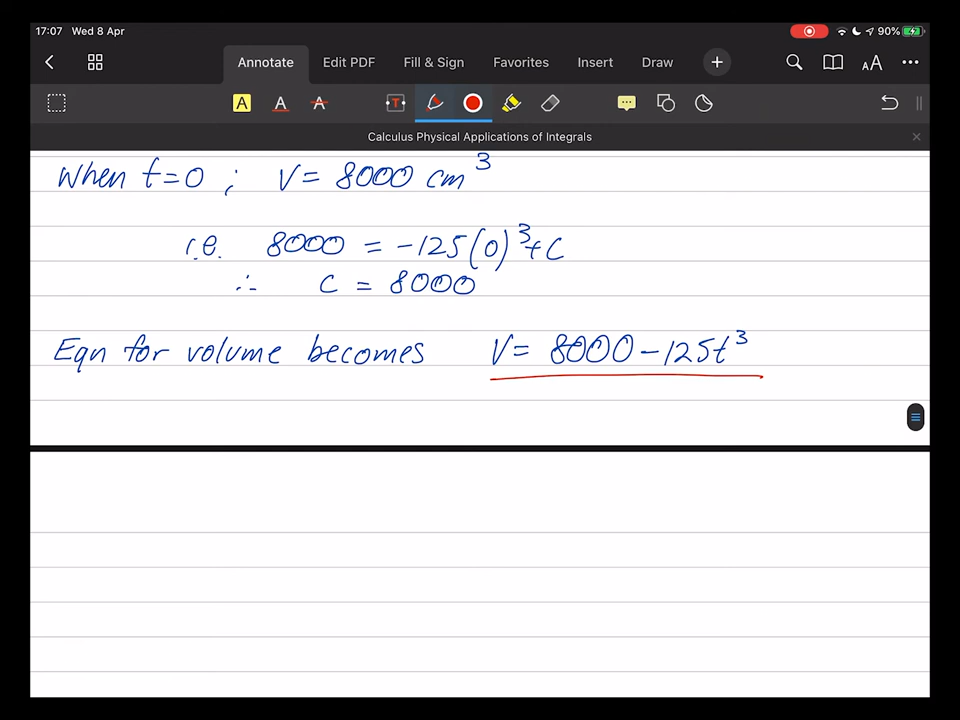 17:07 Wed 8 Apr 90%
Annotate Edit PDF Fill & Sign Favorites Insert Draw
Calculus Physical Applications of Integrals
When t=0 ; V= 8000 cm³
i.e. 8000 = -125(0)³+C
∴ C = 8000
Eqn for volume becomes V= 8000-125t³